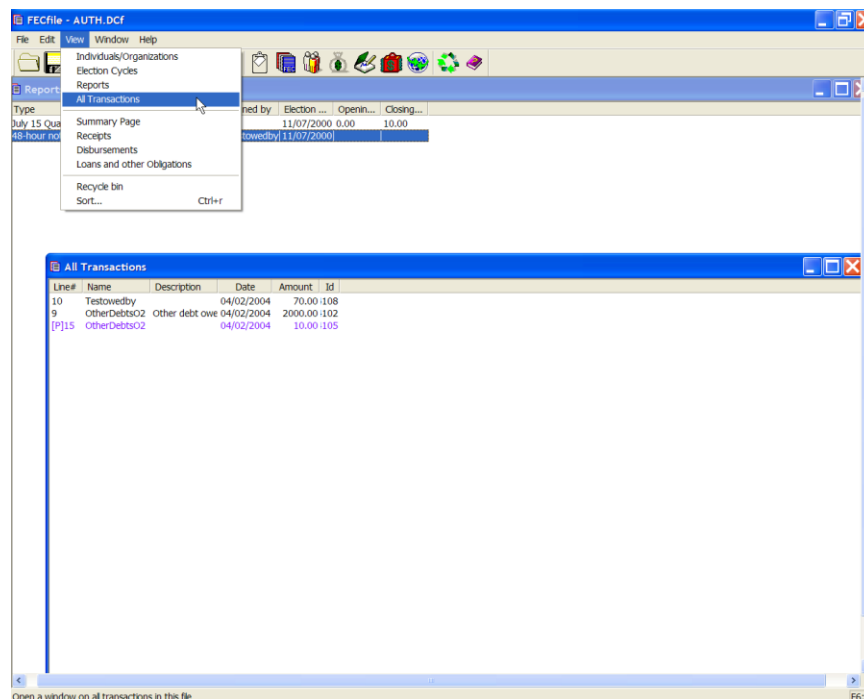 FECfile - AUTH.DCf
File Edit View Window Help
Individuals/Organizations
Election Cycles
Reports
All Transactions
Summary Page
Receipts
Disbursements
Loans and other Obligations
Recycle bin
Sort... Ctrl+r
Report
Type ned by Election ... Openin... Closing...
July 15 Qua 11/07/2000 0.00 10.00
48-hour no towedby 11/07/2000
All Transactions
Line# Name Description Date Amount Id
10 Testowedby 04/02/2004 70.00 :108
9 OtherDebtsO2 Other debt owe 04/02/2004 2000.00 :102
[P]15 OtherDebtsO2 04/02/2004 10.00 :105
Open a window on all transactions in this file